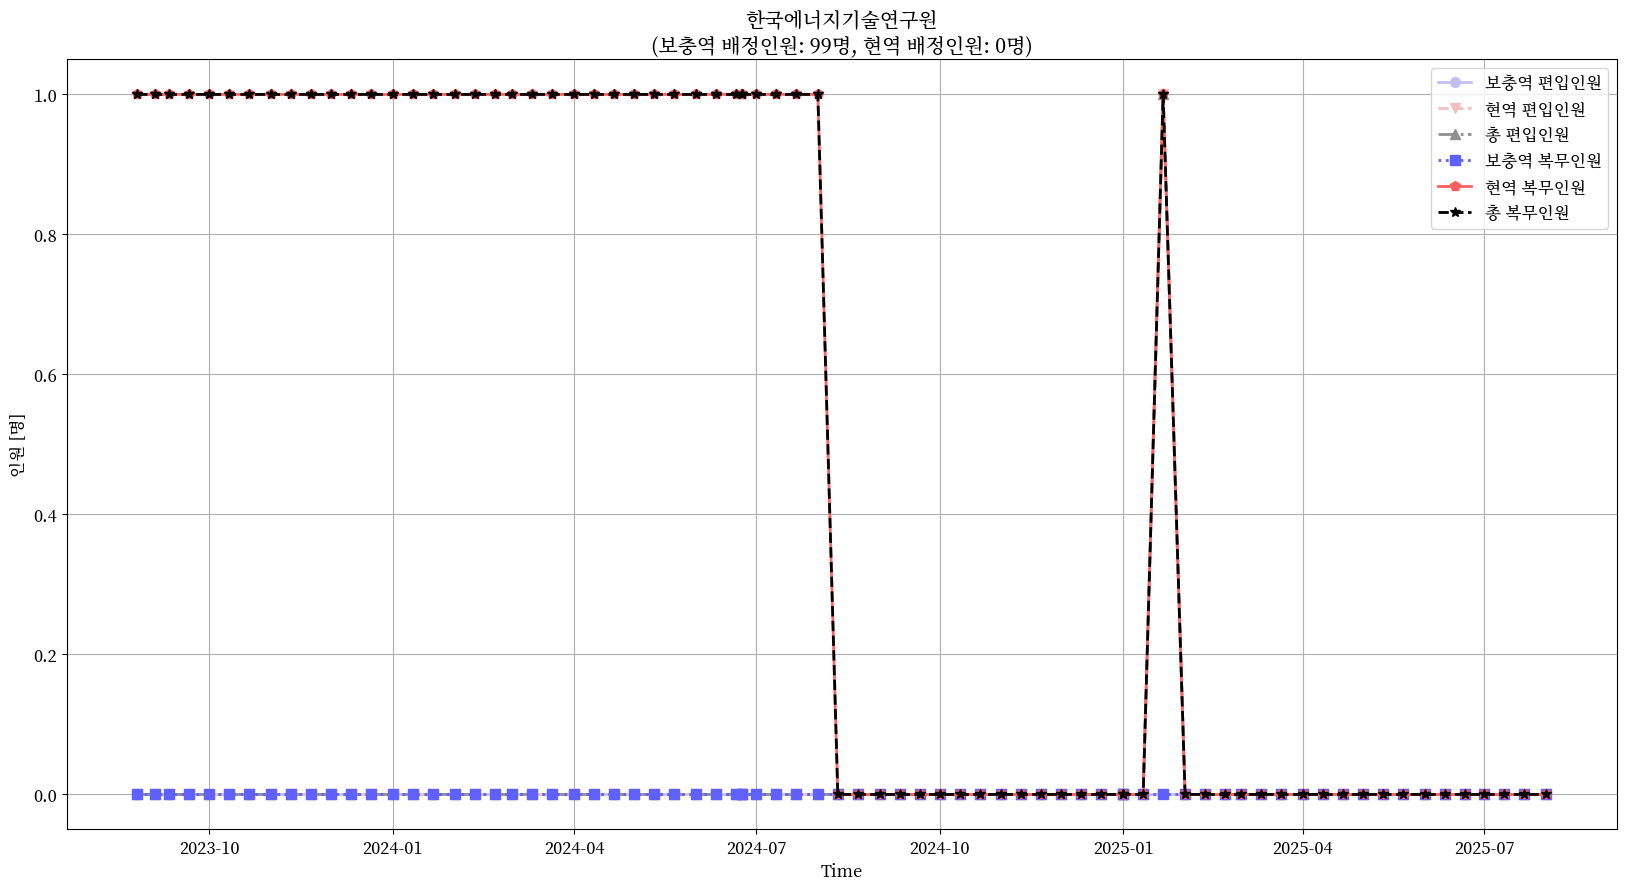 한국에너지기술연구원
(보충역 배정인원: 99명, 현역 배정인원: 0명)
보충역 편입인원
현역 편입인원
총 편입인원
보충역 복무인원
현역 복무인원
총 복무인원
인원 [명]
1.0
0.8
0.6
0.4
0.2
0.0
2023-10
2024-01
2024-04
2024-07
2024-10
2025-01
2025-04
2025-07
Time